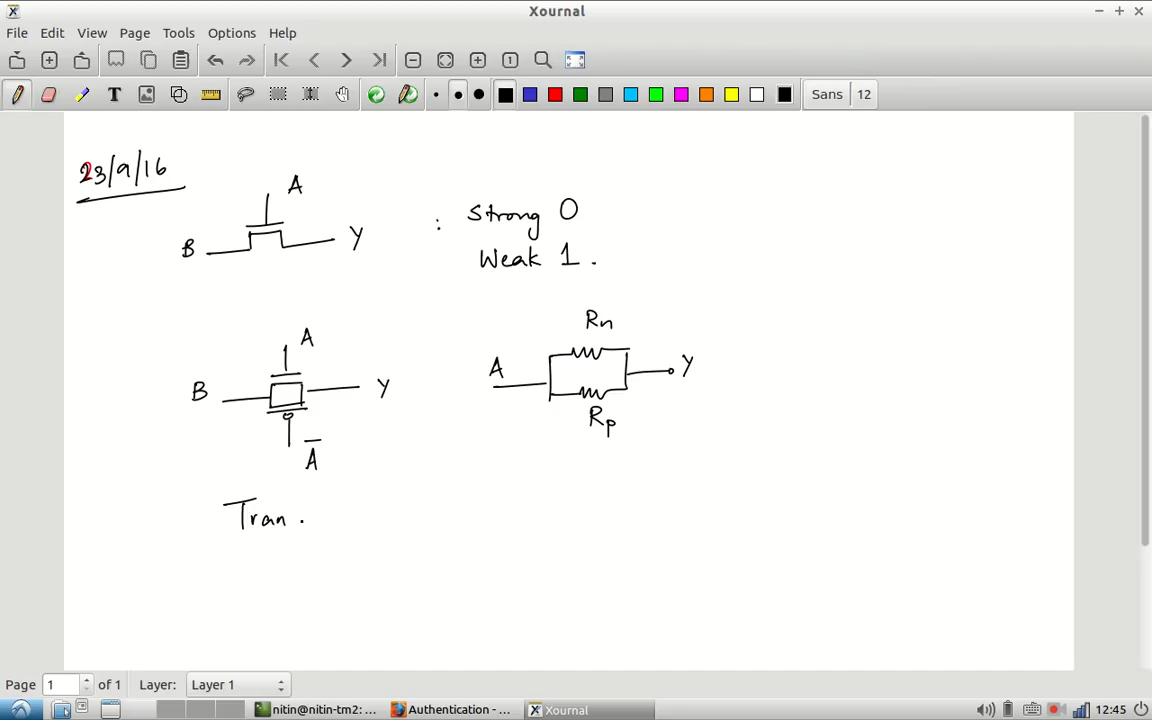 Xournal
File Edit View Page Tools Options Help
Sans 12
23/9/16
A
B Y
: Strong 0
Weak 1.
A
B Y
A̅
Rn
A Y
Rp
Tran.
Page 1 of 1 Layer: Layer 1
nitin@nitin-tm2: ... Authentication - ... Xournal 12:45